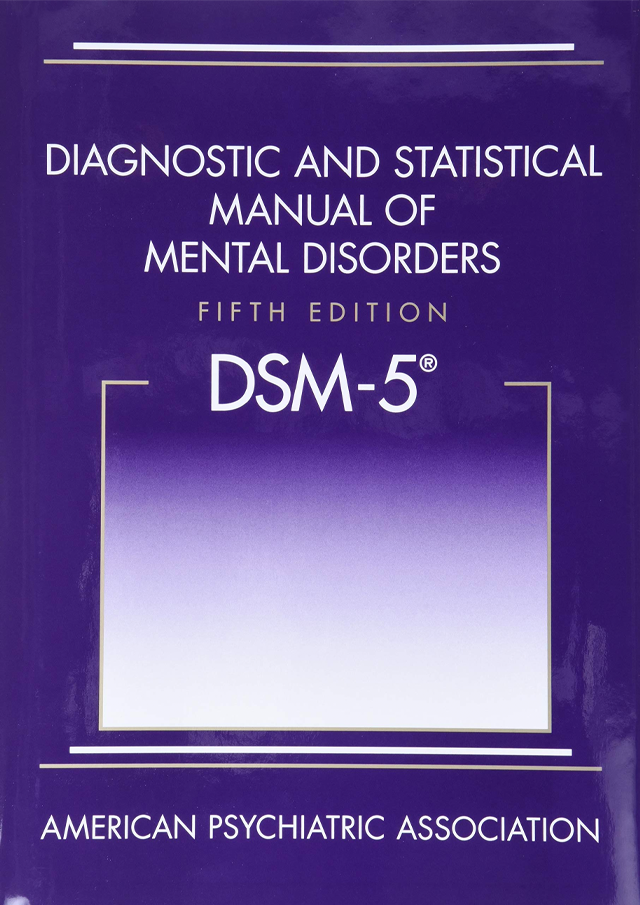 DIAGNOSTIC AND STATISTICAL
MANUAL OF
MENTAL DISORDERS
FIFTH EDITION
DSM-5®
AMERICAN PSYCHIATRIC ASSOCIATION